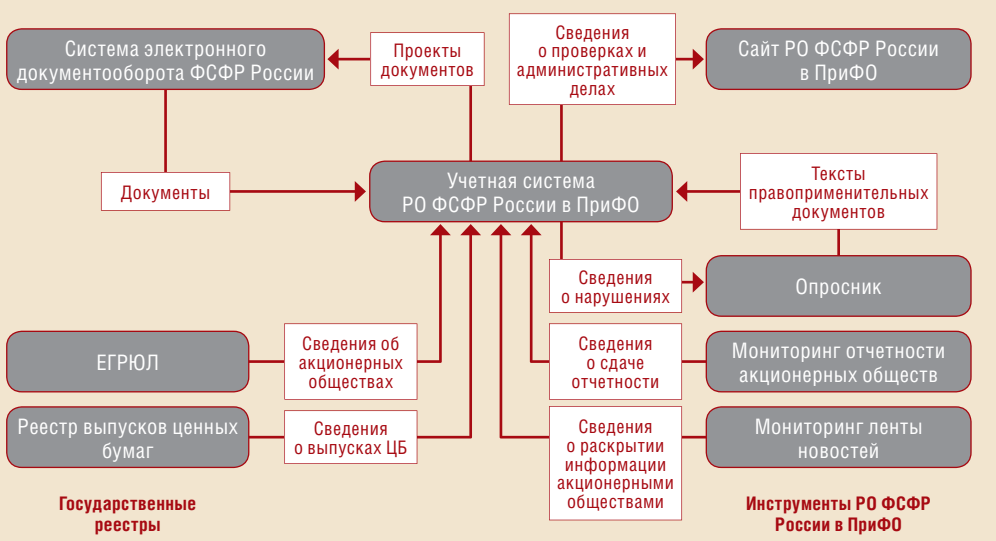 Система электронного
документооборота ФСФР России
Проекты
документов
Сведения
о проверках и
административных
делах
Сайт РО ФСФР России
в ПриФО
Документы
Учетная система
РО ФСФР России в ПриФО
Тексты
правоприменительных
документов
Сведения
о нарушениях
Опросник
ЕГРЮЛ
Сведения об
акционерных
обществах
Сведения
о сдаче
отчетности
Мониторинг отчетности
акционерных обществ
Реестр выпусков ценных
бумаг
Сведения
о выпусках ЦБ
Сведения
о раскрытии
информации
акционерными
обществами
Мониторинг ленты
новостей
Государственные
реестры
Инструменты РО ФСФР
России в ПриФО